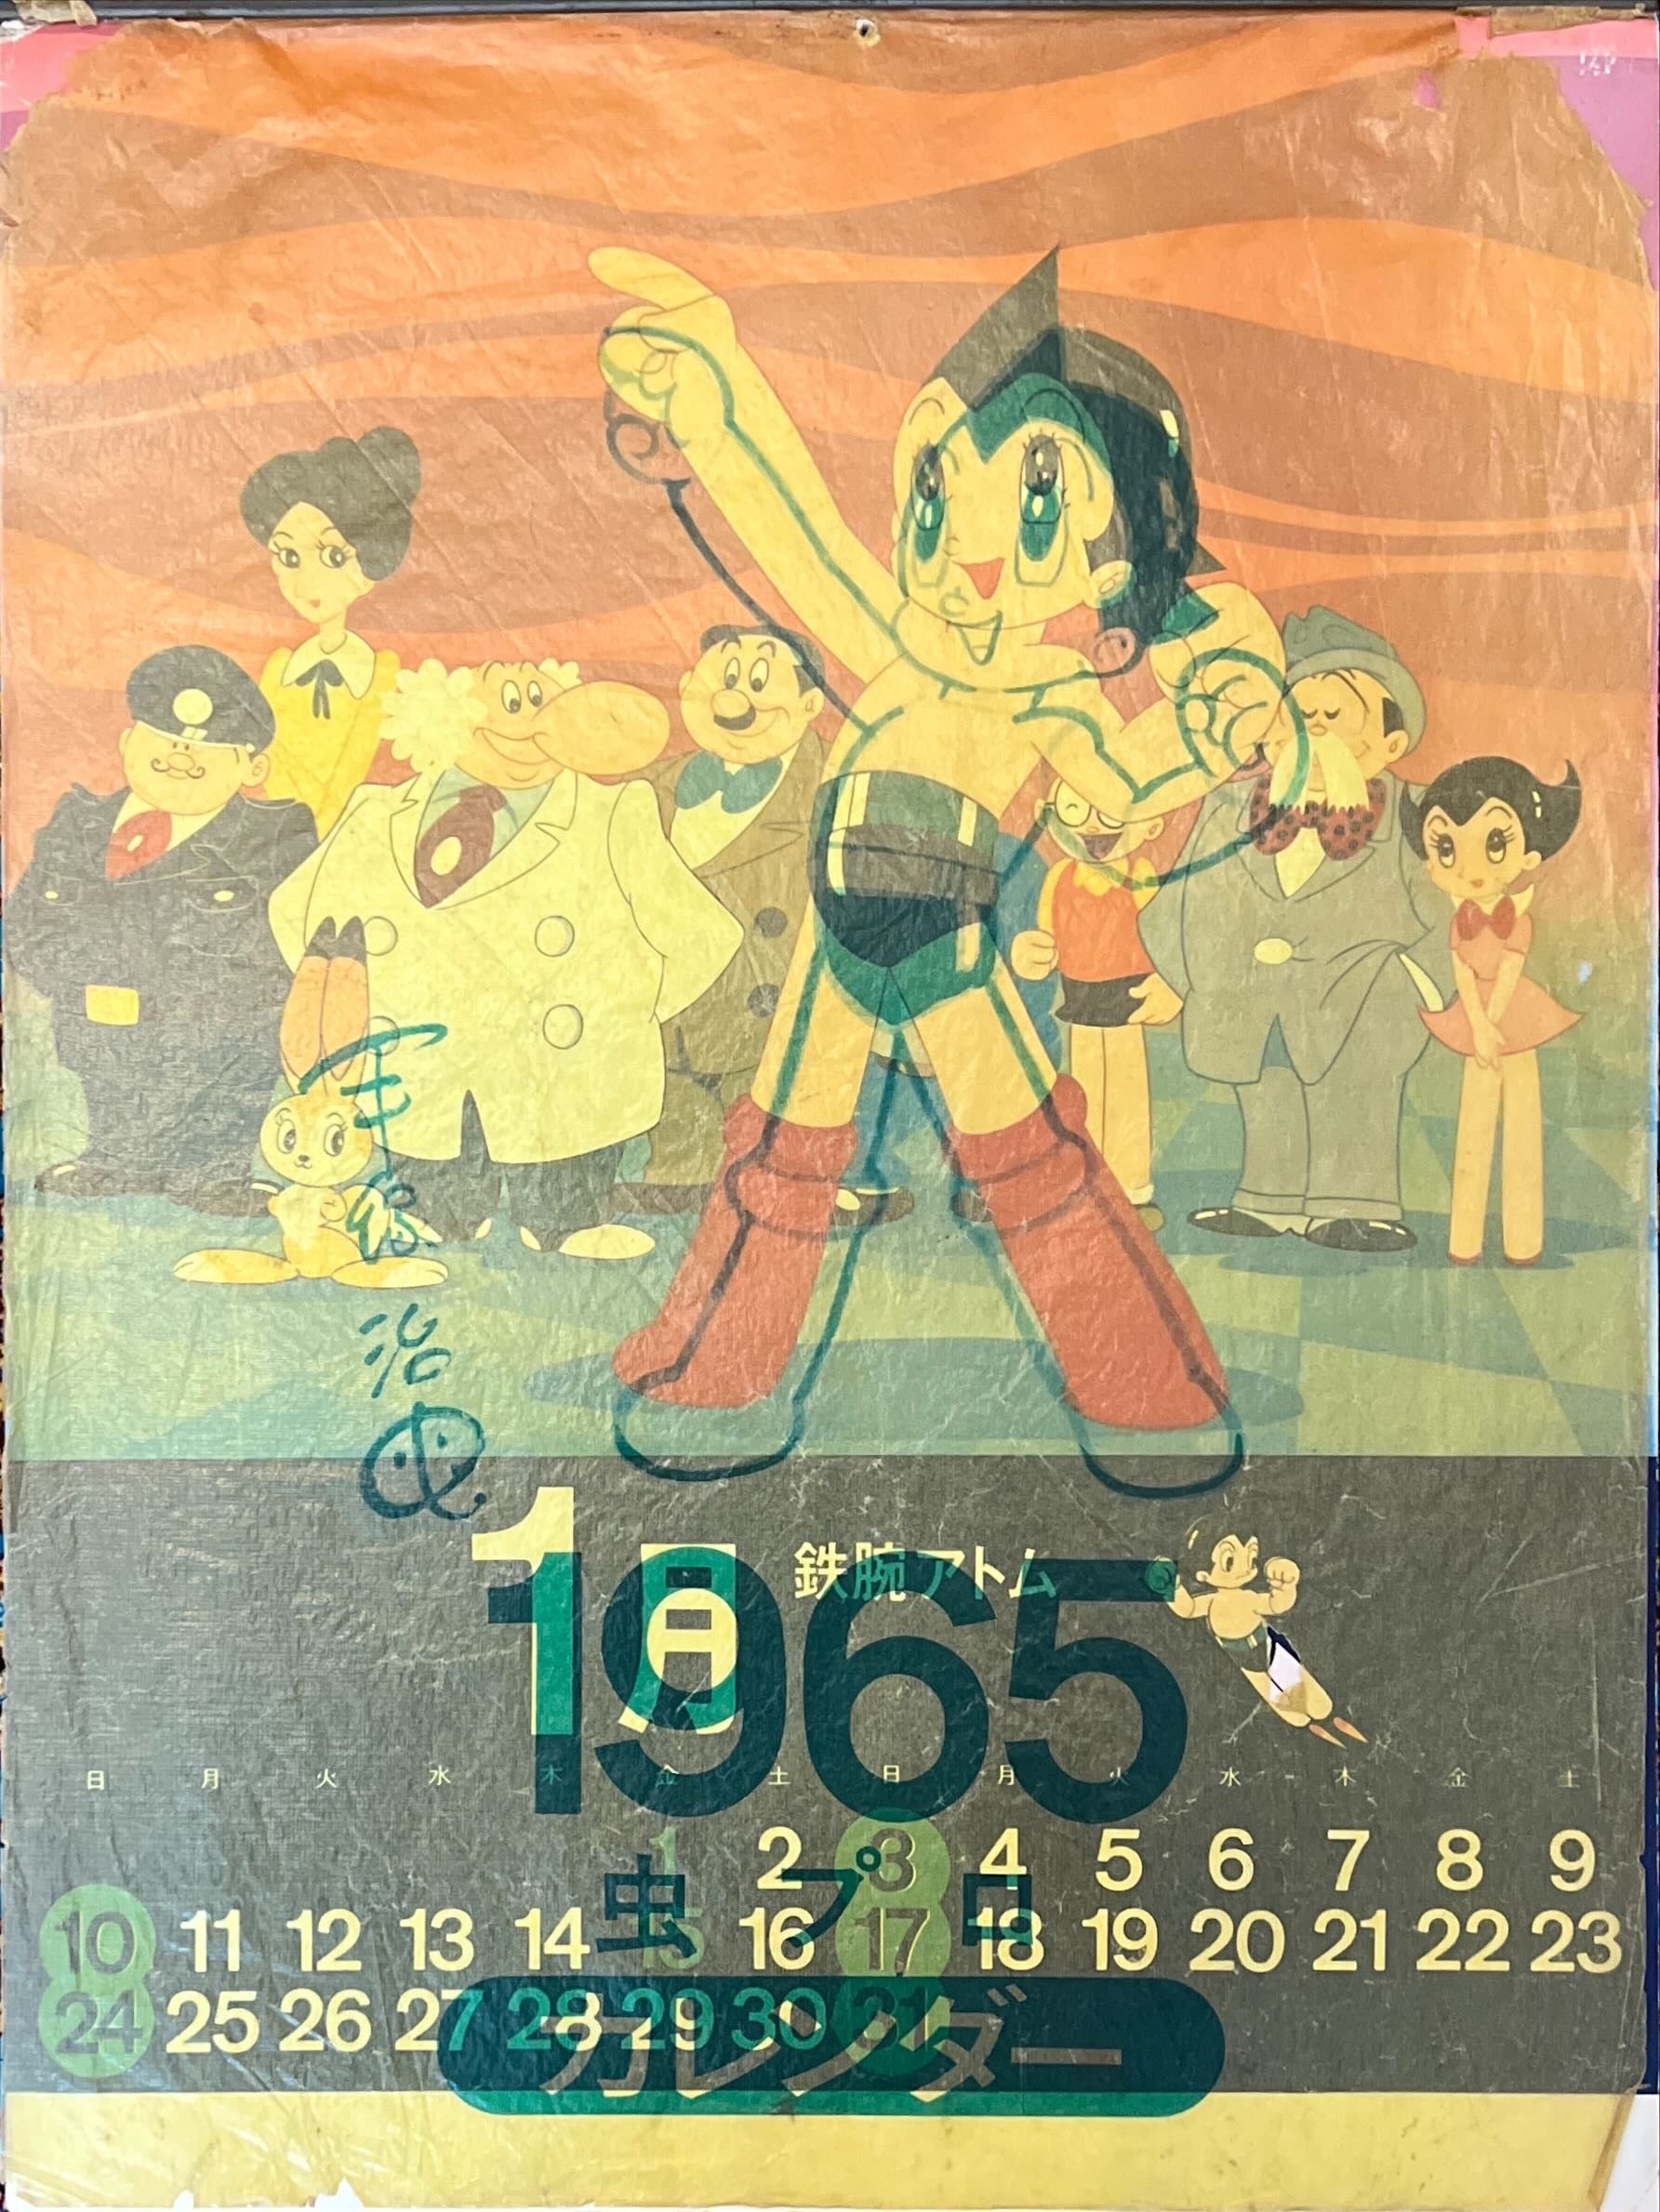 手塚治虫
1月 鉄腕アトム
1965
日 月 火 水 木 金 土 日 月 火 水 木 金 土
1 2 3 4 5 6 7 8 9
虫プロ
10 11 12 13 14 15 16 17 18 19 20 21 22 23
24 25 26 27 28 29 30 31
カレンダー